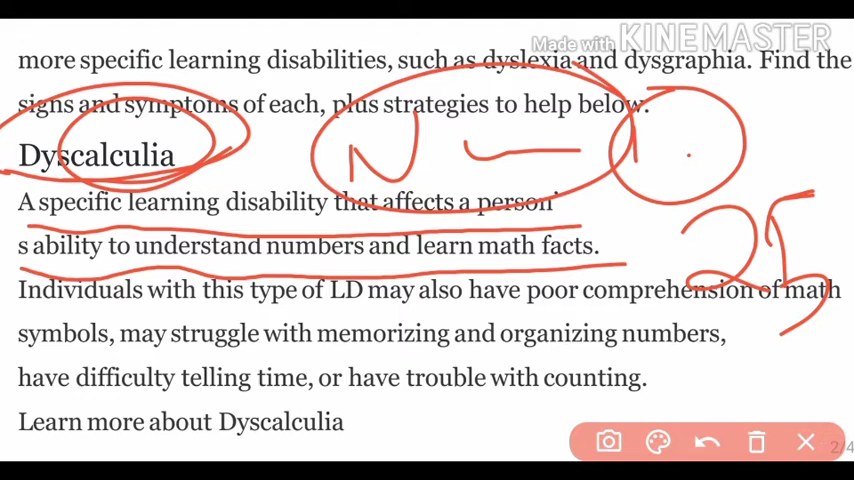 Made with KINEMASTER
more specific learning disabilities, such as dyslexia and dysgraphia. Find the
signs and symptoms of each, plus strategies to help below.
Dyscalculia
A specific learning disability that affects a person'
s ability to understand numbers and learn math facts.
Individuals with this type of LD may also have poor comprehension of math
symbols, may struggle with memorizing and organizing numbers,
have difficulty telling time, or have trouble with counting.
Learn more about Dyscalculia
N
25
2/4